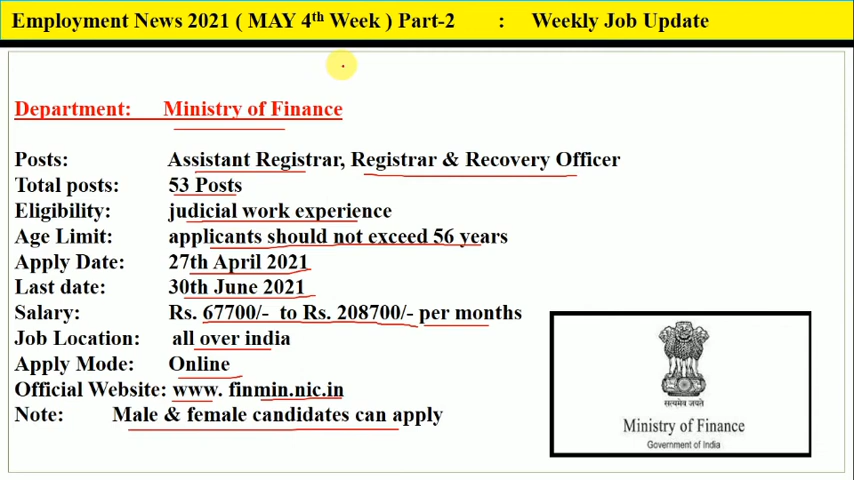 Employment News 2021 ( MAY 4th Week ) Part-2 : Weekly Job Update
Department: Ministry of Finance
Posts: Assistant Registrar, Registrar & Recovery Officer
Total posts: 53 Posts
Eligibility: judicial work experience
Age Limit: applicants should not exceed 56 years
Apply Date: 27th April 2021
Last date: 30th June 2021
Salary: Rs. 67700/- to Rs. 208700/- per months
Job Location: all over india
Apply Mode: Online
Official Website: www. finmin.nic.in
Note: Male & female candidates can apply
सत्यमेव जयते
Ministry of Finance
Government of India